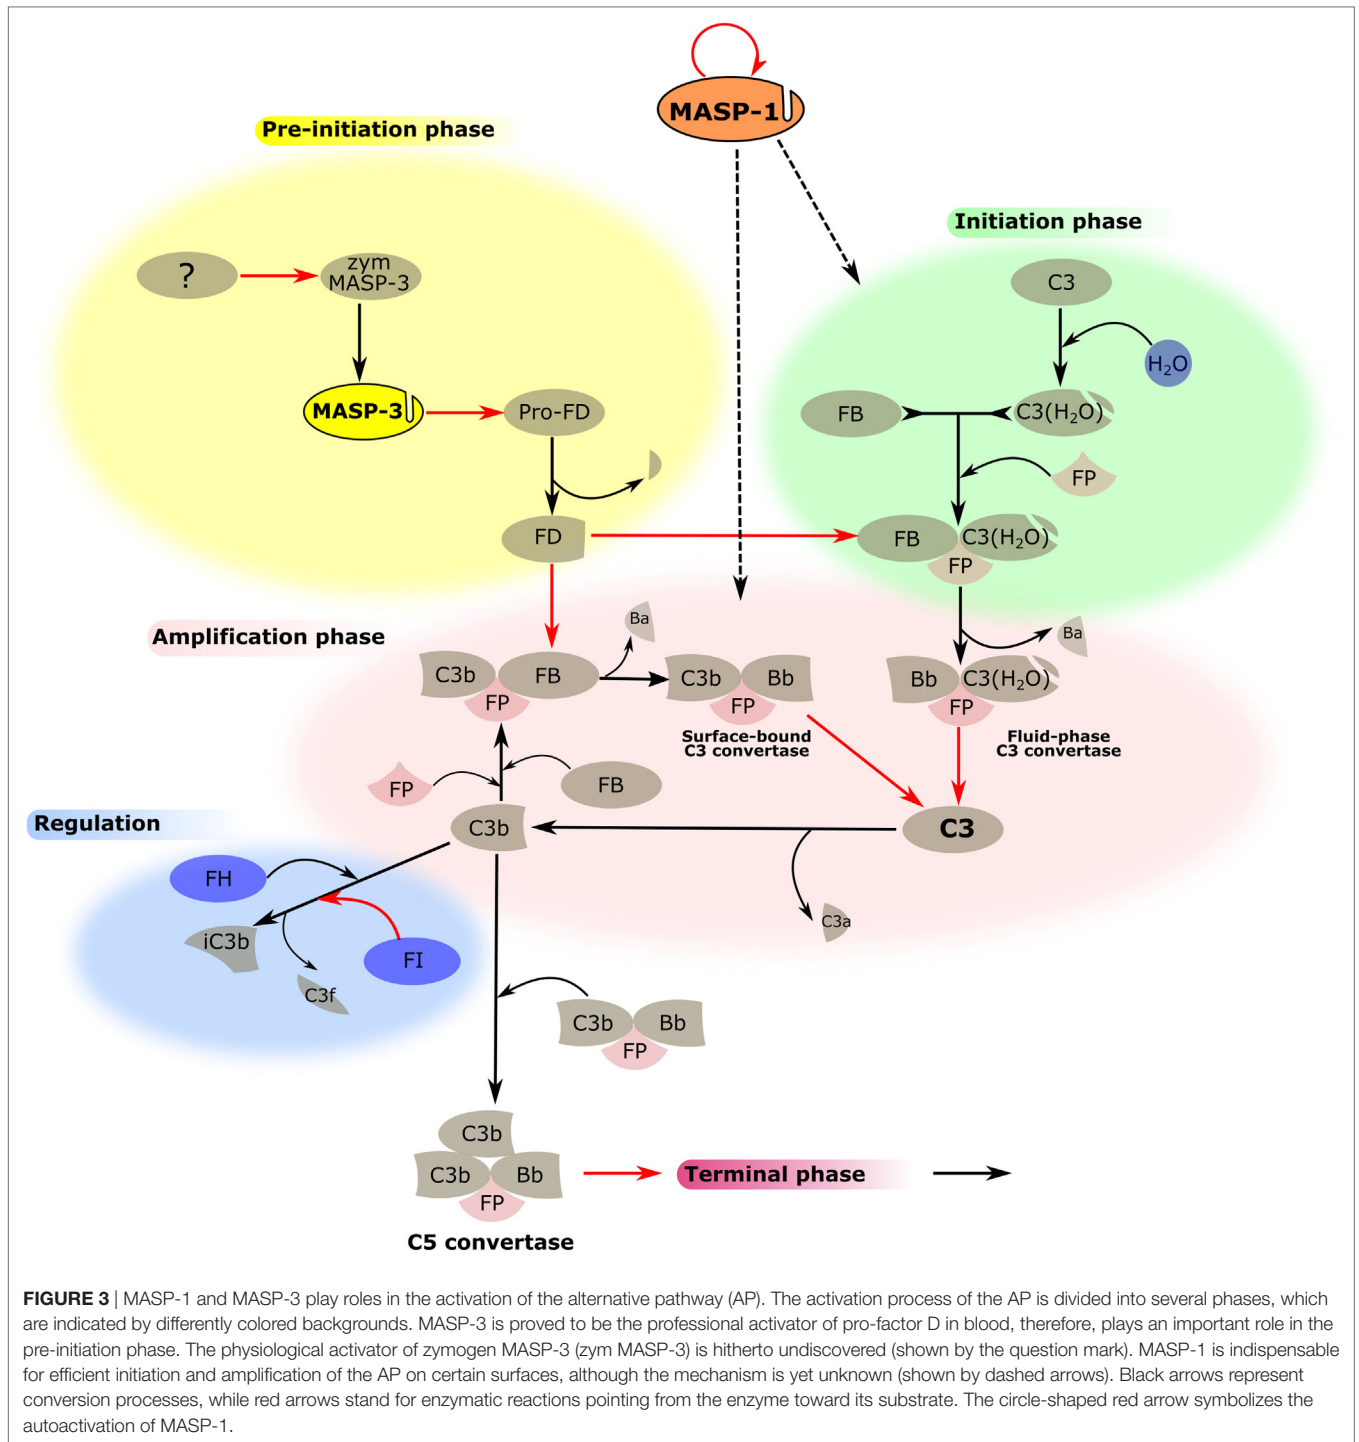 MASP-1
Pre-initiation phase
Initiation phase
?
zym
MASP-3
C3
H₂O
MASP-3
Pro-FD
FB
C3(H₂O)
FP
FD
FB
C3(H₂O)
FP
Amplification phase
Ba
Ba
C3b
FB
FP
C3b
Bb
FP
Bb
C3(H₂O)
FP
Surface-bound
C3 convertase
Fluid-phase
C3 convertase
FP
FB
Regulation
C3b
C3
FH
C3a
iC3b
FI
C3f
C3b
Bb
FP
C3b
C3b
Bb
FP
Terminal phase
C5 convertase
FIGURE 3 | MASP-1 and MASP-3 play roles in the activation of the alternative pathway (AP). The activation process of the AP is divided into several phases, which
are indicated by differently colored backgrounds. MASP-3 is proved to be the professional activator of pro-factor D in blood, therefore, plays an important role in the
pre-initiation phase. The physiological activator of zymogen MASP-3 (zym MASP-3) is hitherto undiscovered (shown by the question mark). MASP-1 is indispensable
for efficient initiation and amplification of the AP on certain surfaces, although the mechanism is yet unknown (shown by dashed arrows). Black arrows represent
conversion processes, while red arrows stand for enzymatic reactions pointing from the enzyme toward its substrate. The circle-shaped red arrow symbolizes the
autoactivation of MASP-1.